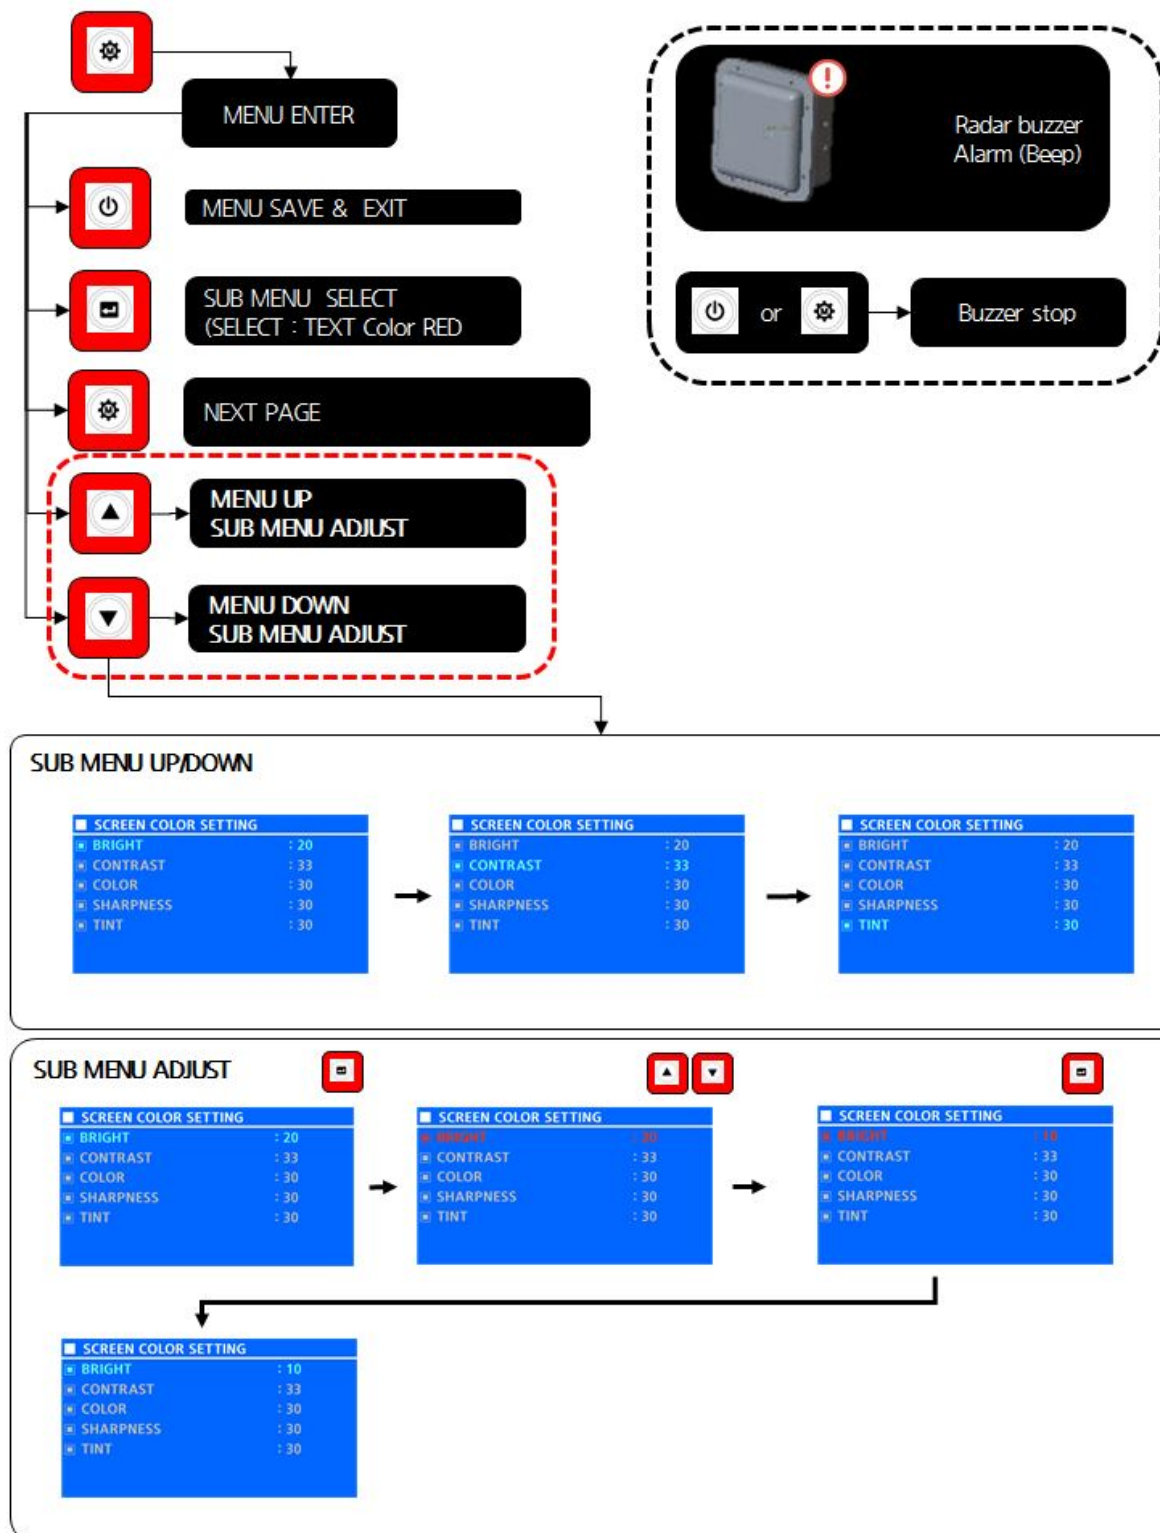 MENU ENTER
MENU SAVE & EXIT
SUB MENU SELECT
(SELECT : TEXT Color RED
NEXT PAGE
MENU UP
SUB MENU ADJUST
MENU DOWN
SUB MENU ADJUST
Radar buzzer
Alarm (Beep)
or
Buzzer stop
SUB MENU UP/DOWN
SCREEN COLOR SETTING
BRIGHT : 20
CONTRAST : 33
COLOR : 30
SHARPNESS : 30
TINT : 30
SCREEN COLOR SETTING
BRIGHT : 20
CONTRAST : 33
COLOR : 30
SHARPNESS : 30
TINT : 30
SCREEN COLOR SETTING
BRIGHT : 20
CONTRAST : 33
COLOR : 30
SHARPNESS : 30
TINT : 30
SUB MENU ADJUST
SCREEN COLOR SETTING
BRIGHT : 20
CONTRAST : 33
COLOR : 30
SHARPNESS : 30
TINT : 30
SCREEN COLOR SETTING
BRIGHT
CONTRAST : 33
COLOR : 30
SHARPNESS : 30
TINT : 30
SCREEN COLOR SETTING
BRIGHT : 10
CONTRAST : 33
COLOR : 30
SHARPNESS : 30
TINT : 30
SCREEN COLOR SETTING
BRIGHT : 10
CONTRAST : 33
COLOR : 30
SHARPNESS : 30
TINT : 30